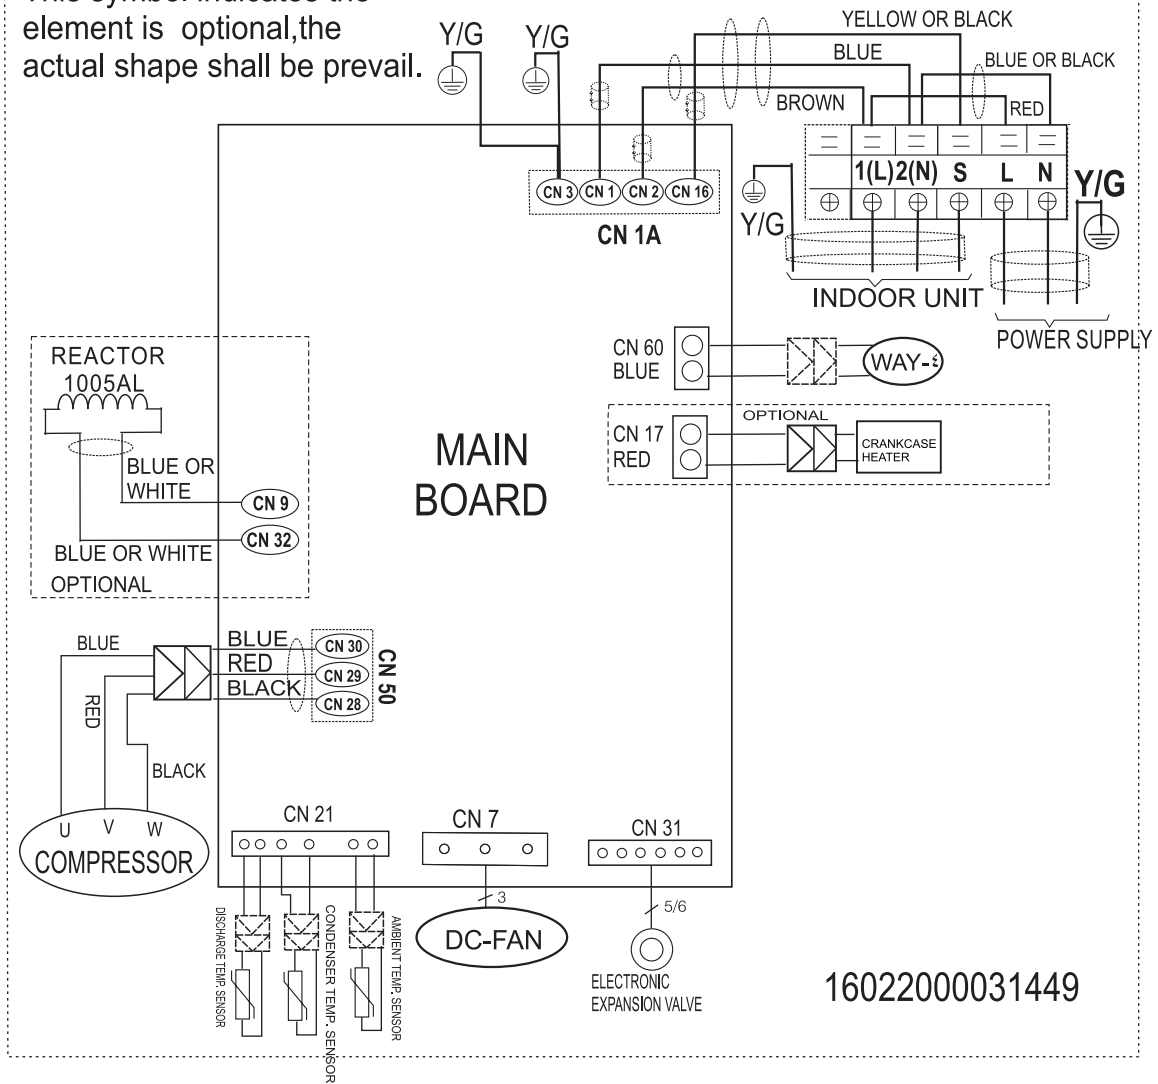 element is optional,the
actual shape shall be prevail.
Y/G
Y/G
YELLOW OR BLACK
BLUE
BLUE OR BLACK
BROWN
RED
1(L) 2(N) S L N
Y/G
Y/G
CN 3 CN 1 CN 2 CN 16
CN 1A
INDOOR UNIT
POWER SUPPLY
REACTOR
1005AL
BLUE OR
WHITE
CN 9
CN 32
BLUE OR WHITE
OPTIONAL
MAIN
BOARD
CN 60
BLUE
WAY-٤
OPTIONAL
CN 17
RED
CRANKCASE
HEATER
BLUE
RED
BLACK
BLUE
RED
BLACK
CN 30
CN 29
CN 28
CN 50
U V W
COMPRESSOR
CN 21
CN 7
CN 31
3
5/6
DISCHARGE TEMP. SENSOR
CONDENSER TEMP. SENSOR
AMBIENT TEMP. SENSOR
DC-FAN
ELECTRONIC
EXPANSION VALVE
16022000031449